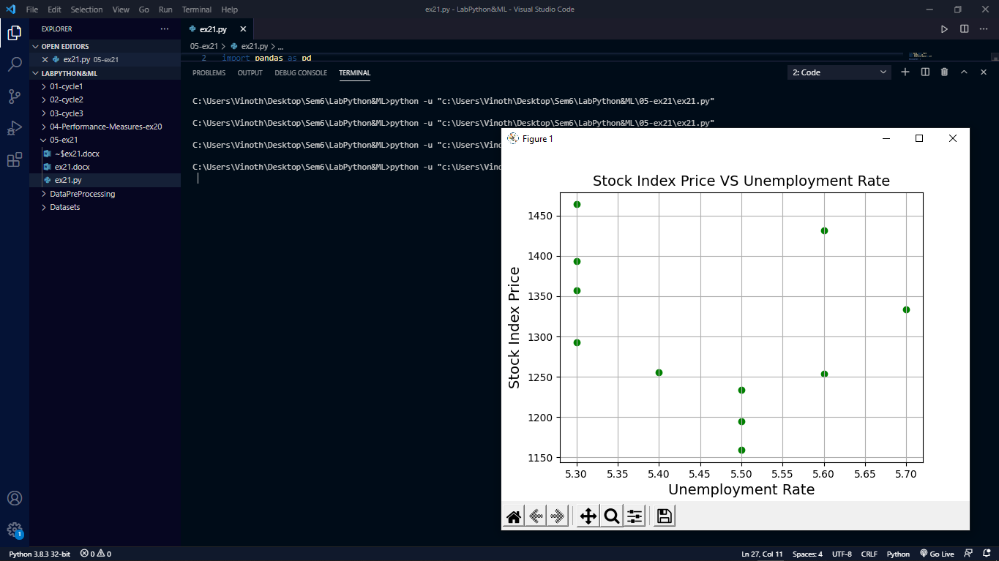 File Edit Selection View Go Run Terminal Help
ex21.py - LabPython&ML - Visual Studio Code
EXPLORER
OPEN EDITORS
ex21.py 05-ex21
LABPYTHON&ML
01-cycle1
02-cycle2
03-cycle3
04-Performance-Measures-ex20
05-ex21
~$ex21.docx
ex21.docx
ex21.py
DataPreProcessing
Datasets
ex21.py
05-ex21 > ex21.py > ...
2 import pandas as pd
PROBLEMS OUTPUT DEBUG CONSOLE TERMINAL
2: Code
C:\Users\Vinoth\Desktop\Sem6\LabPython&ML>python -u "c:\Users\Vinoth\Desktop\Sem6\LabPython&ML\05-ex21\ex21.py"
C:\Users\Vinoth\Desktop\Sem6\LabPython&ML>python -u "c:\Users\Vinoth\Desktop\Sem6\LabPython&ML\05-ex21\ex21.py"
C:\Users\Vinoth\Desktop\Sem6\LabPython&ML>python -u "c:\Users\Vino
C:\Users\Vinoth\Desktop\Sem6\LabPython&ML>python -u "c:\Users\Vino
Figure 1
Stock Index Price VS Unemployment Rate
Stock Index Price
1450
1400
1350
1300
1250
1200
1150
5.30 5.35 5.40 5.45 5.50 5.55 5.60 5.65 5.70
Unemployment Rate
1
Python 3.8.3 32-bit 0 0
Ln 27, Col 11 Spaces: 4 UTF-8 CRLF Python Go Live